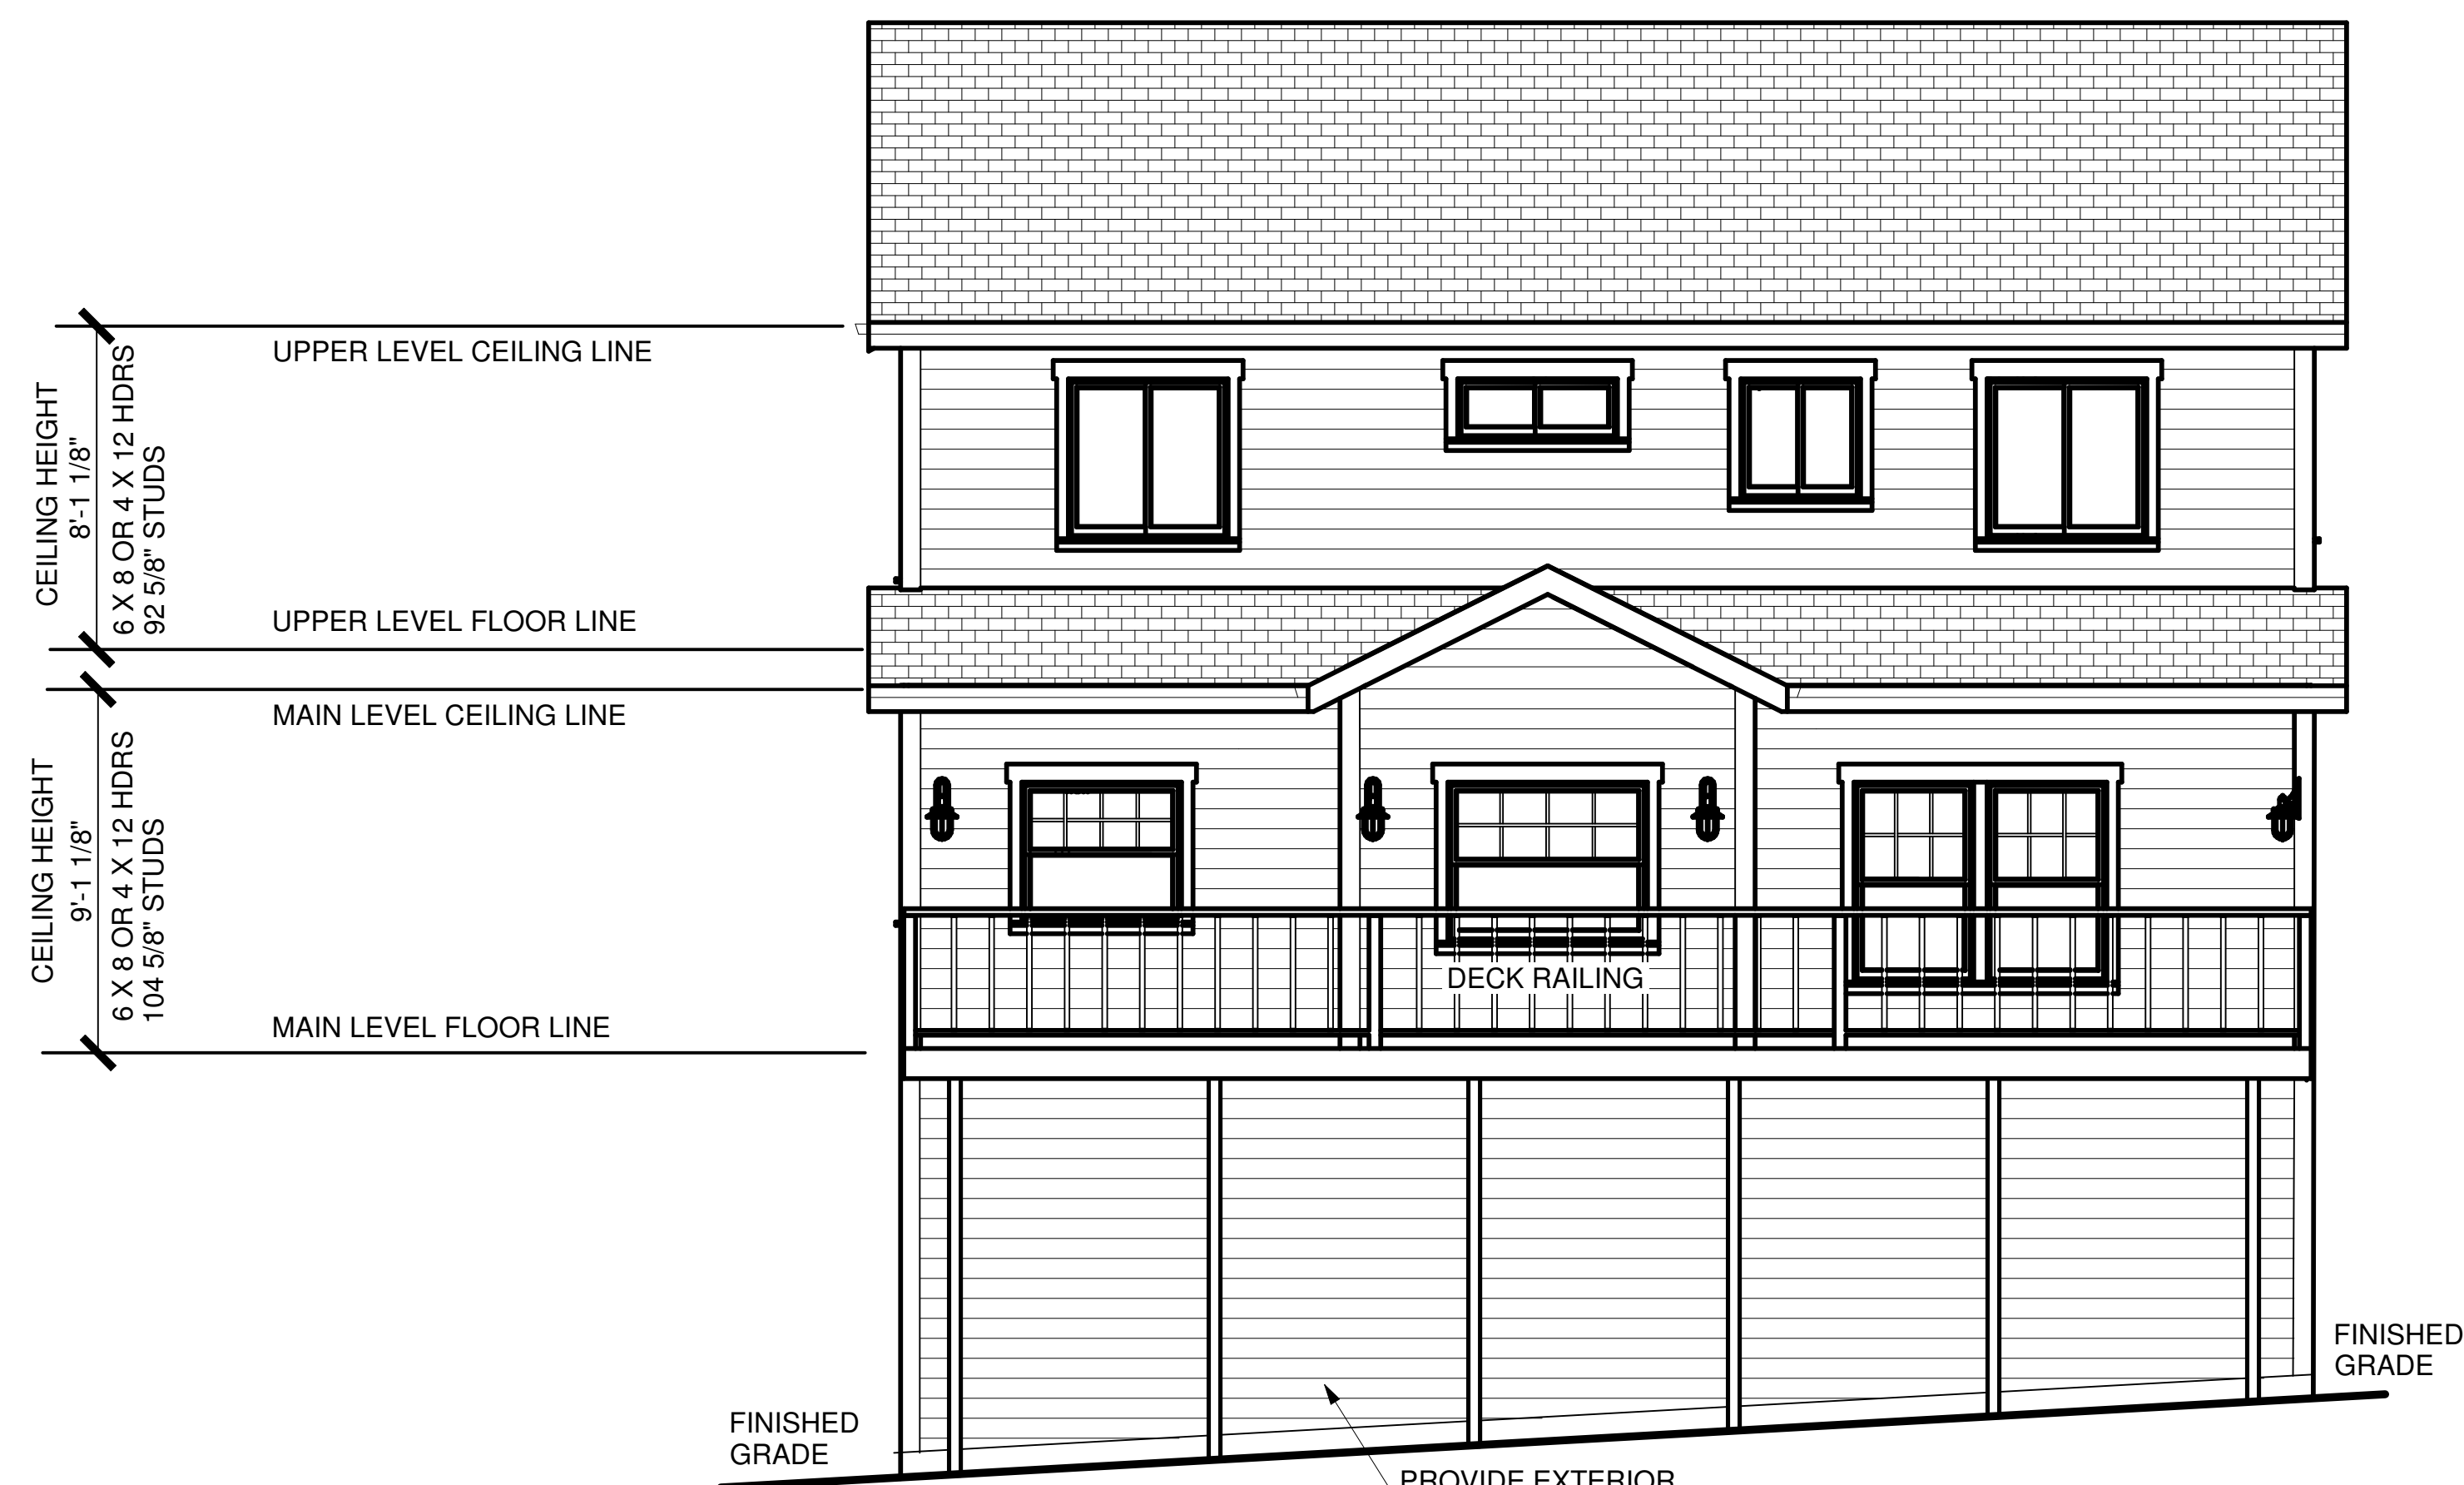 UPPER LEVEL CEILING LINE
CEILING HEIGHT
8'-1 1/8"
6 X 8 OR 4 X 12 HDRS
92 5/8" STUDS
UPPER LEVEL FLOOR LINE
MAIN LEVEL CEILING LINE
CEILING HEIGHT
9'-1 1/8"
6 X 8 OR 4 X 12 HDRS
104 5/8" STUDS
MAIN LEVEL FLOOR LINE
DECK RAILING
FINISHED
GRADE
FINISHED
GRADE
PROVIDE EXTERIOR